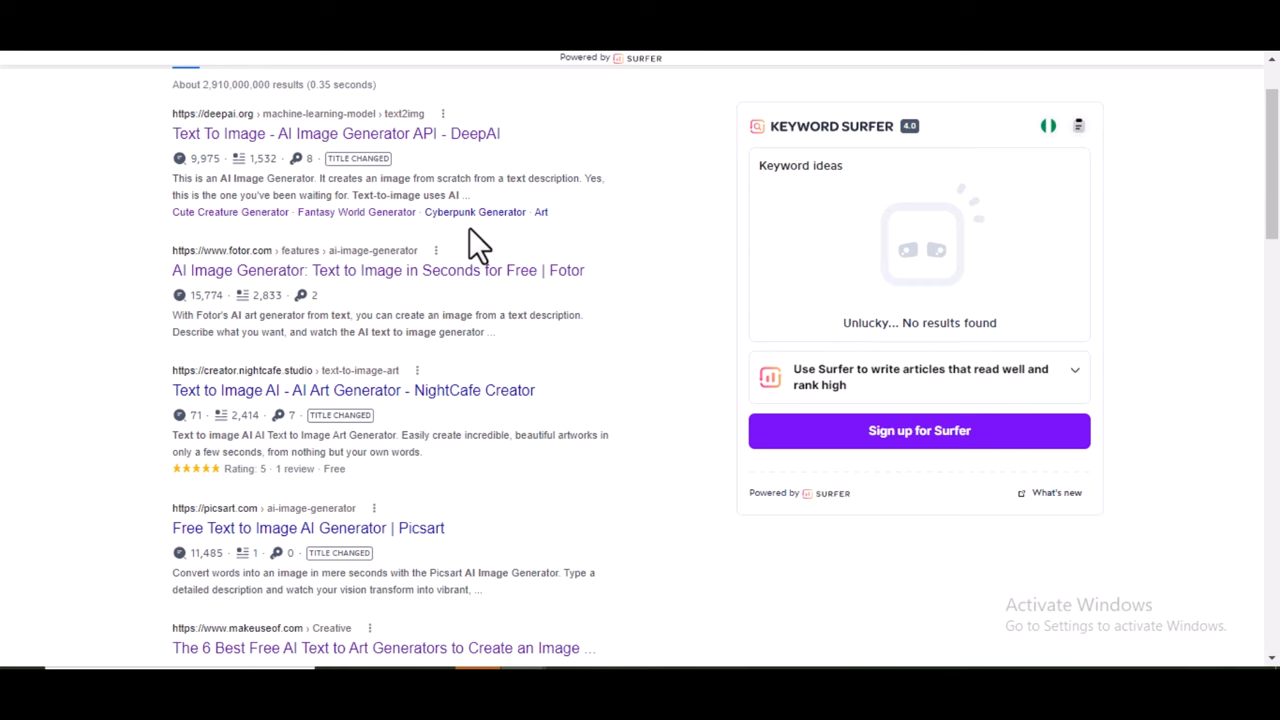 Powered by SURFER
About 2,910,000,000 results (0.35 seconds)
https://deepai.org › machine-learning-model › text2img
Text To Image - AI Image Generator API - DeepAI
9,975 · 1,532 · 8 · TITLE CHANGED
This is an AI Image Generator. It creates an image from scratch from a text description. Yes,
this is the one you've been waiting for. Text-to-image uses AI ...
Cute Creature Generator · Fantasy World Generator · Cyberpunk Generator · Art
https://www.fotor.com › features › ai-image-generator
AI Image Generator: Text to Image in Seconds for Free | Fotor
15,774 · 2,833 · 2
With Fotor's AI art generator from text, you can create an image from a text description.
Describe what you want, and watch the AI text to image generator ...
https://creator.nightcafe.studio › text-to-image-art
Text to Image AI - AI Art Generator - NightCafe Creator
71 · 2,414 · 7 · TITLE CHANGED
Text to image AI AI Text to Image Art Generator. Easily create incredible, beautiful artworks in
only a few seconds, from nothing but your own words.
Rating: 5 · 1 review · Free
https://picsart.com › ai-image-generator
Free Text to Image AI Generator | Picsart
11,485 · 1 · 0 · TITLE CHANGED
Convert words into an image in mere seconds with the Picsart AI Image Generator. Type a
detailed description and watch your vision transform into vibrant, ...
https://www.makeuseof.com › Creative
The 6 Best Free AI Text to Art Generators to Create an Image ...
KEYWORD SURFER 4.0
Keyword ideas
Unlucky... No results found
Use Surfer to write articles that read well and
rank high
Sign up for Surfer
Powered by SURFER
What's new
Activate Windows
Go to Settings to activate Windows.